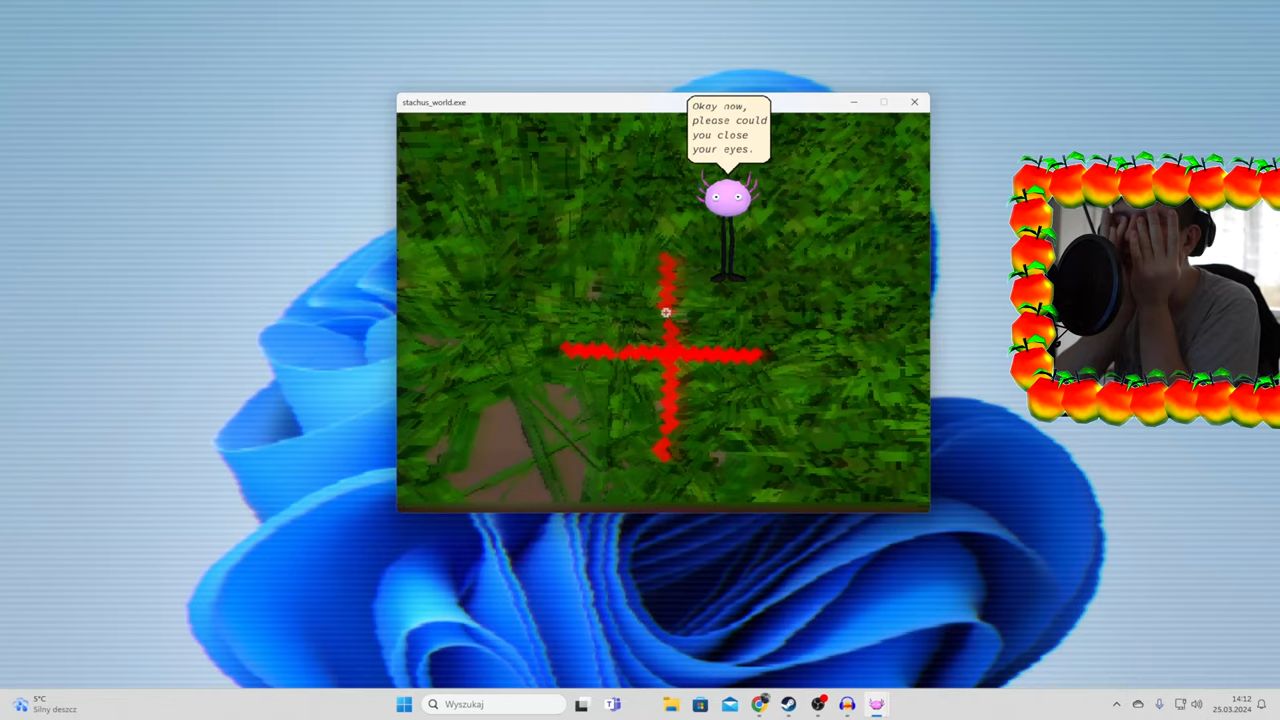 stachus_world.exe
Okay now,
please could
you close
your eyes.
5°C
Silny deszcz
Wyszukaj
14:12
25.03.2024